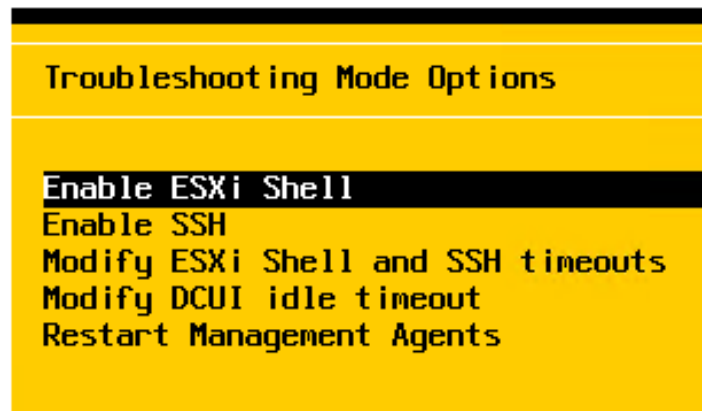 Troubleshooting Mode Options
Enable ESXi Shell
Enable SSH
Modify ESXi Shell and SSH timeouts
Modify DCUI idle timeout
Restart Management Agents